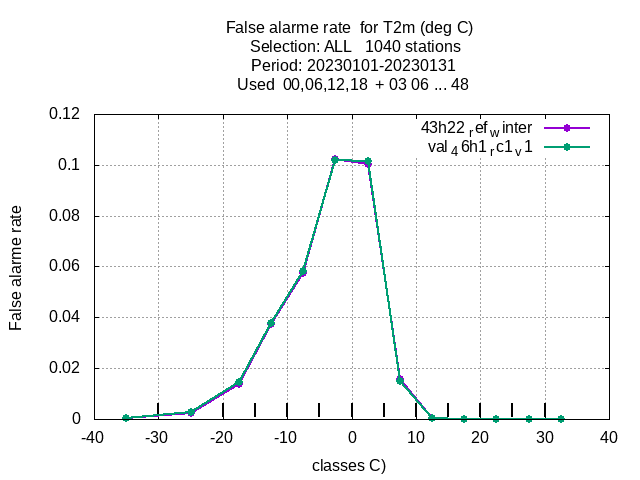 False alarme rate  for T2m (deg C)
Selection: ALL   1040 stations
Period: 20230101-20230131
Used  00,06,12,18  + 03 06 ... 48
0.12
0.1
0.08
0.06
0.04
0.02
0
False alarme rate
43h22_ref_winter
val_46h1_rc1_v1
-40 -30 -20 -10 0 10 20 30 40
classes C)